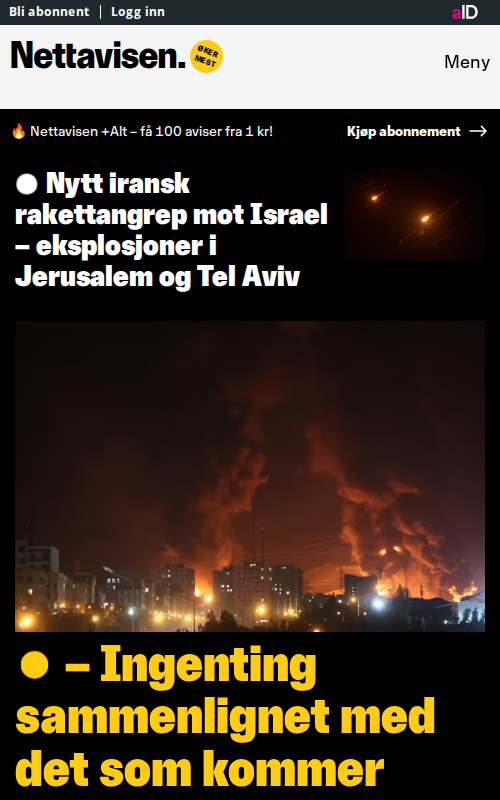 Bli abonnent | Logg inn
aID
Nettavisen.
ØKER
MEST
Meny
🔥 Nettavisen +Alt – få 100 aviser fra 1 kr!
Kjøp abonnement →
Nytt iransk
rakettangrep mot Israel
– eksplosjoner i
Jerusalem og Tel Aviv
– Ingenting
sammenlignet med
det som kommer